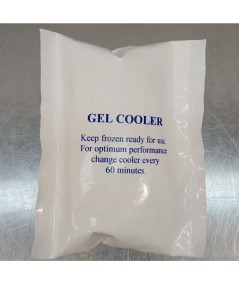 GEL COOLER
Keep frozen ready for use.
For optimum performance
change cooler every
60 minutes.